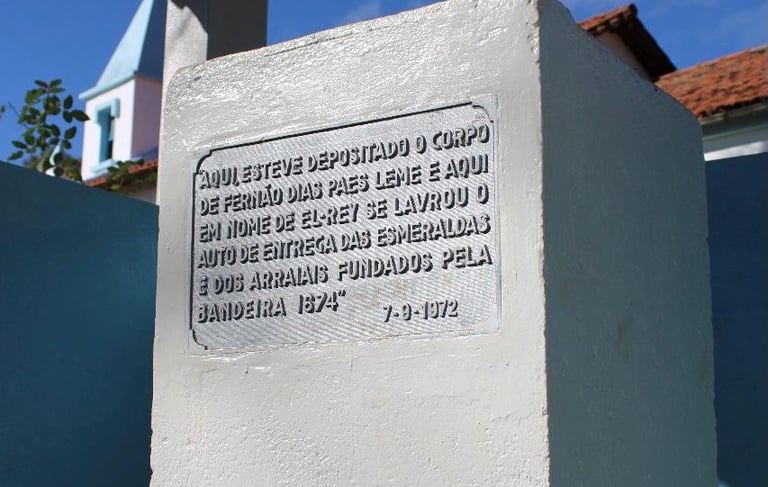 AQUI, ESTEVE DEPOSITADO O CORPO
DE FERNÃO DIAS PAES LEME E AQUI
EM NOME DE EL-REY SE LAVROU O
AUTO DE ENTREGA DAS ESMERALDAS
E DOS ARRAIAIS FUNDADOS PELA
BANDEIRA 1674"
7-9-1972